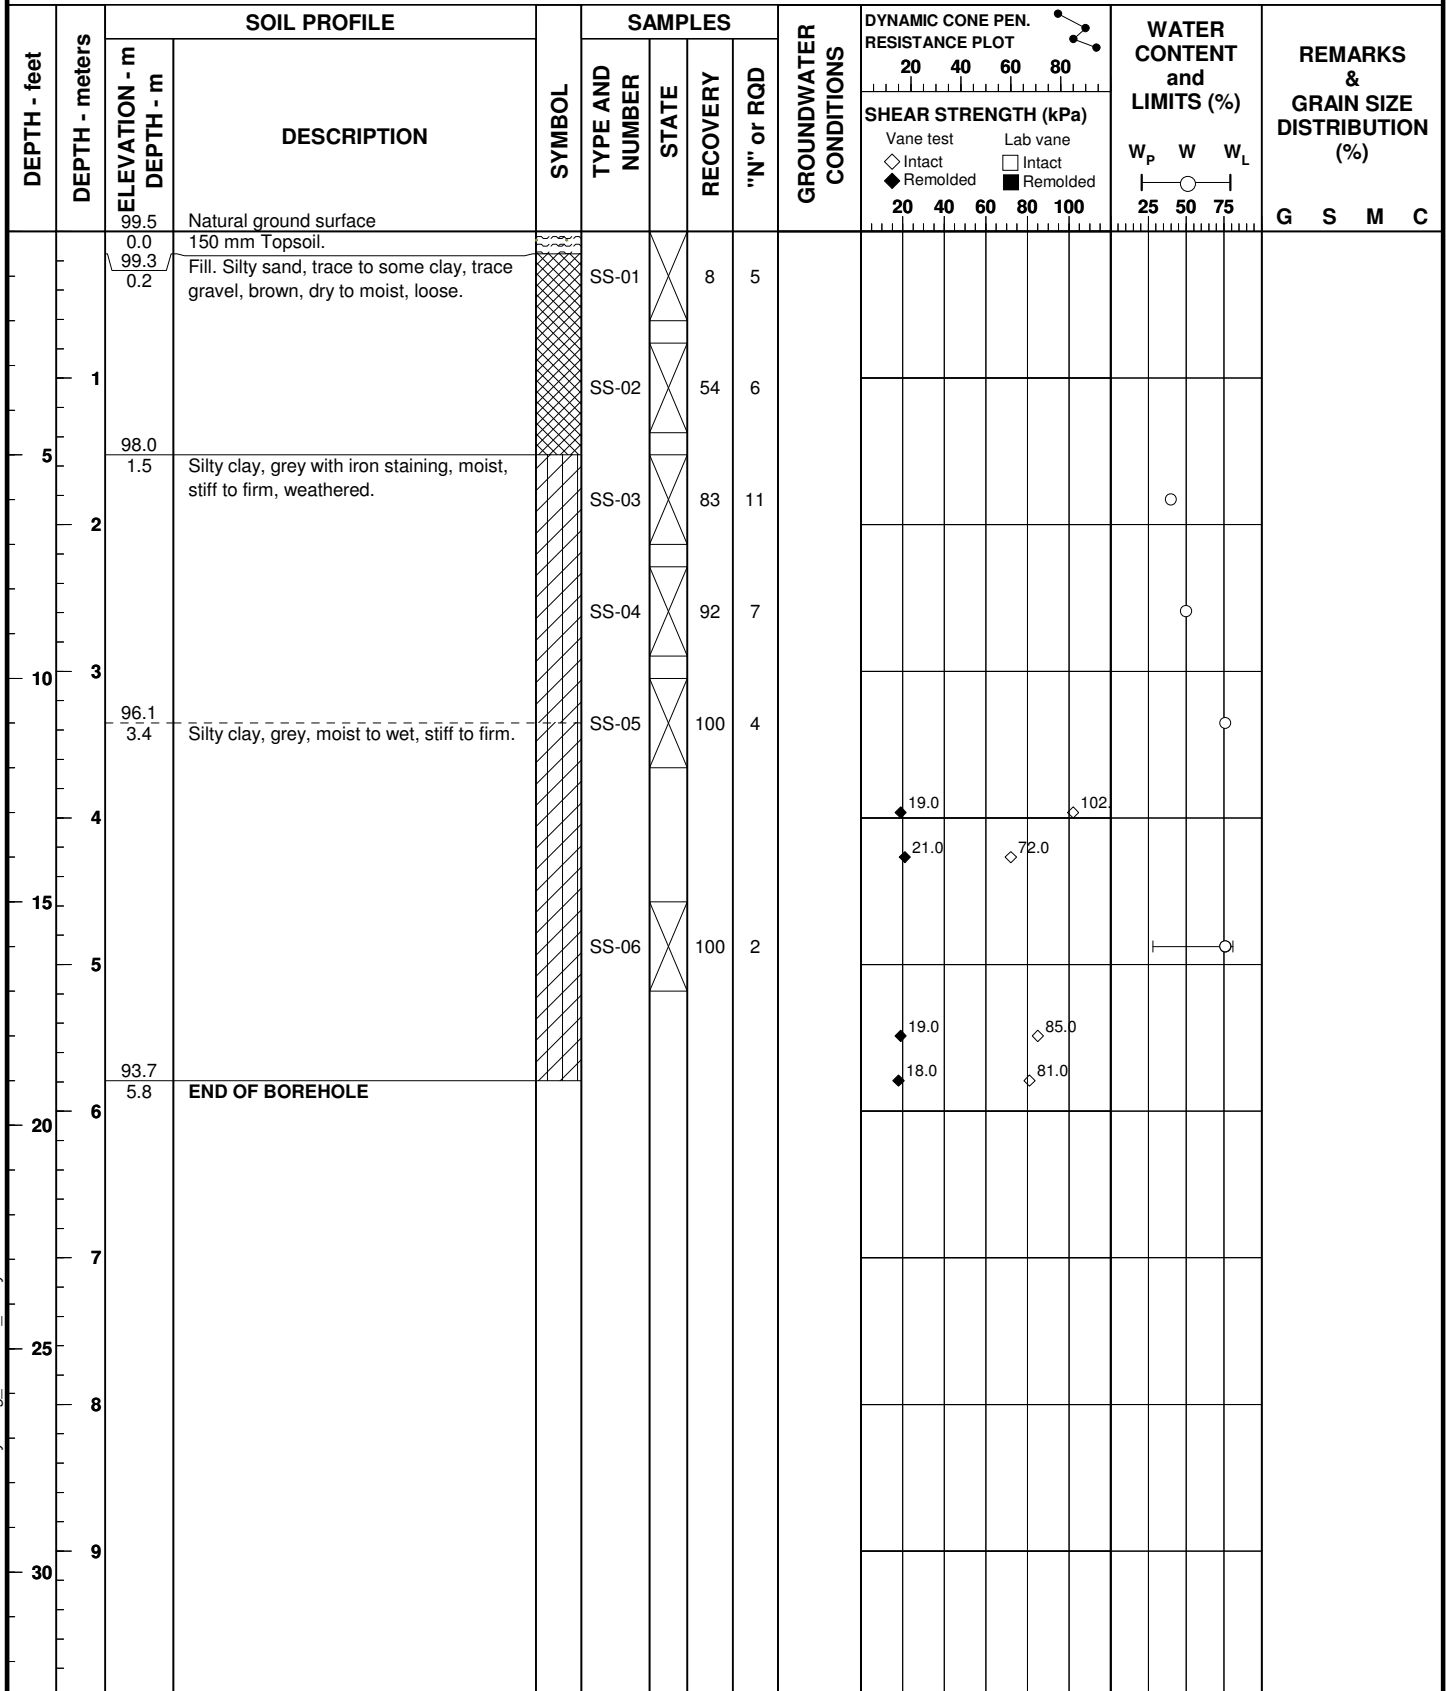 DEPTH - feet
DEPTH - meters
SOIL PROFILE
ELEVATION - m
DEPTH - m
DESCRIPTION
SYMBOL
SAMPLES
TYPE AND
NUMBER
STATE
RECOVERY
"N" or RQD
GROUNDWATER
CONDITIONS
DYNAMIC CONE PEN.
RESISTANCE PLOT
20 40 60 80
SHEAR STRENGTH (kPa)
Vane test Lab vane
Intact Intact
Remolded Remolded
20 40 60 80 100
WATER
CONTENT
and
LIMITS (%)
WP W WL
25 50 75
REMARKS
&
GRAIN SIZE
DISTRIBUTION
(%)
G S M C
99.5 Natural ground surface
0.0 150 mm Topsoil.
99.3 Fill. Silty sand, trace to some clay, trace
0.2 gravel, brown, dry to moist, loose.
SS-01 8 5
1
SS-02 54 6
98.0
5
1.5 Silty clay, grey with iron staining, moist,
stiff to firm, weathered.
SS-03 83 11
2
SS-04 92 7
3
10
96.1
3.4 Silty clay, grey, moist to wet, stiff to firm.
SS-05 100 4
19.0 102.
4
21.0 72.0
15
SS-06 100 2
5
19.0 85.0
93.7
18.0 81.0
5.8 END OF BOREHOLE
6
20
7
25
8
9
30